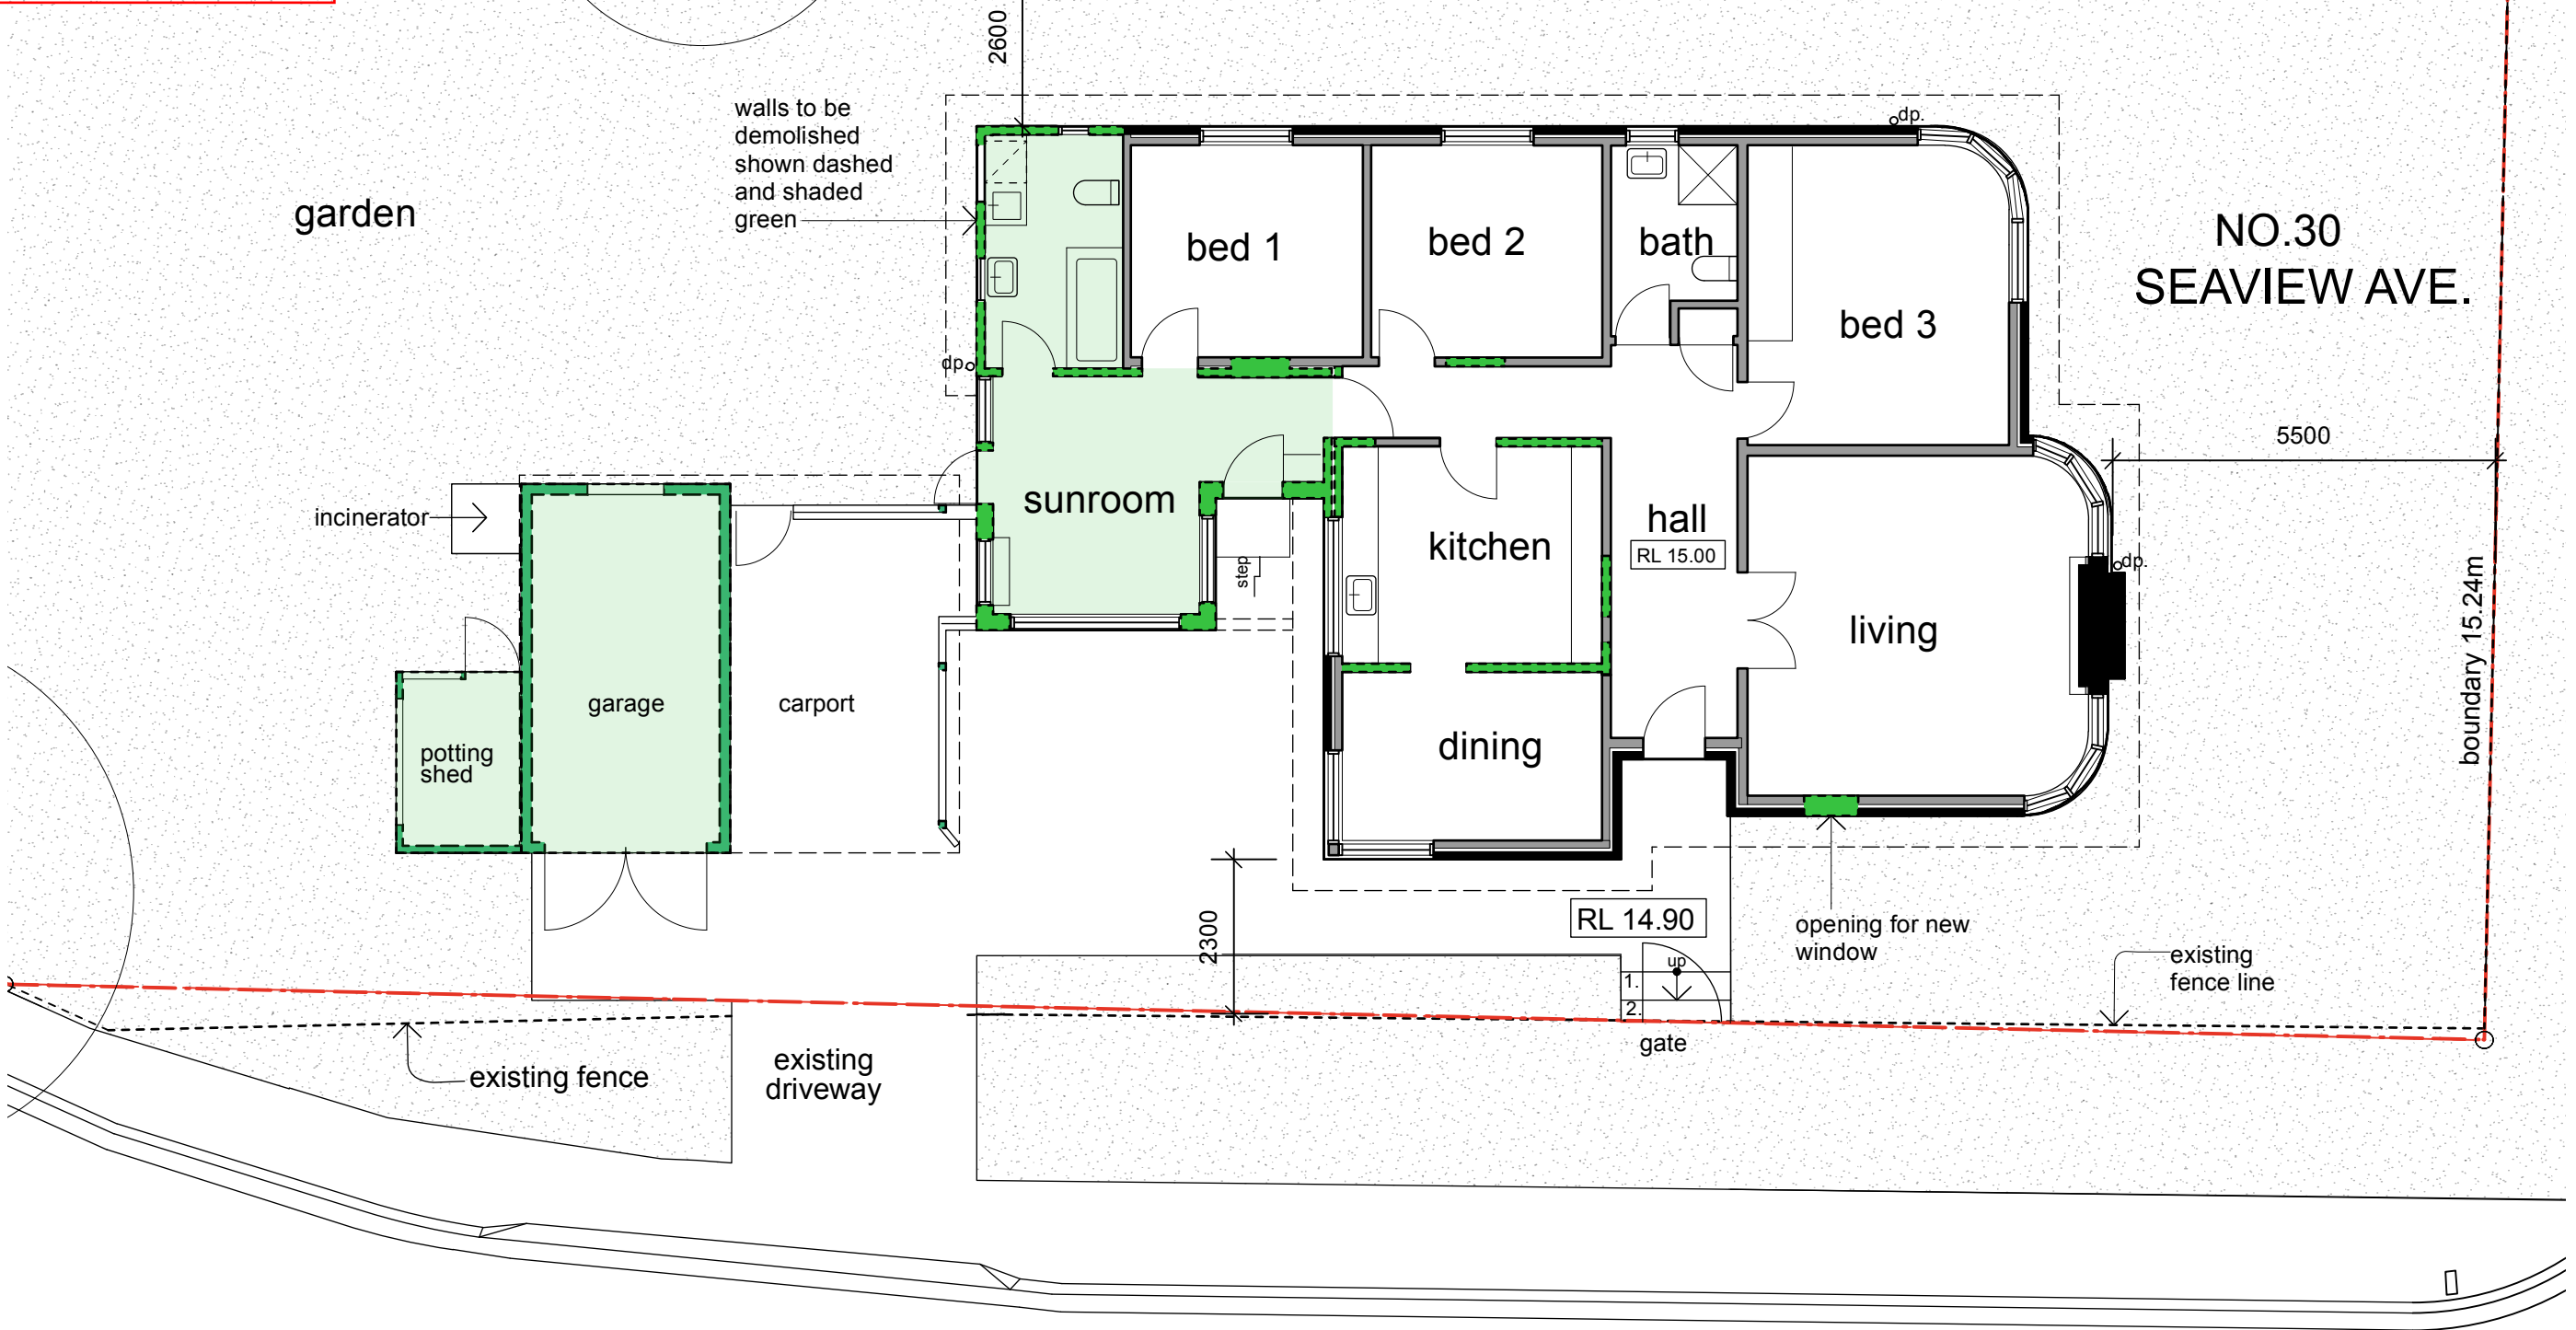 2600
walls to be
demolished
shown dashed
and shaded
green
dp.
garden
bed 1
bed 2
bath
bed 3
NO.30
SEAVIEW AVE.
dp.
5500
incinerator
sunroom
step
kitchen
hall
RL 15.00
living
dp.
boundary 15.24m
potting
shed
garage
carport
dining
2300
RL 14.90
opening for new
window
up
1.
2.
existing
fence line
gate
existing fence
existing
driveway